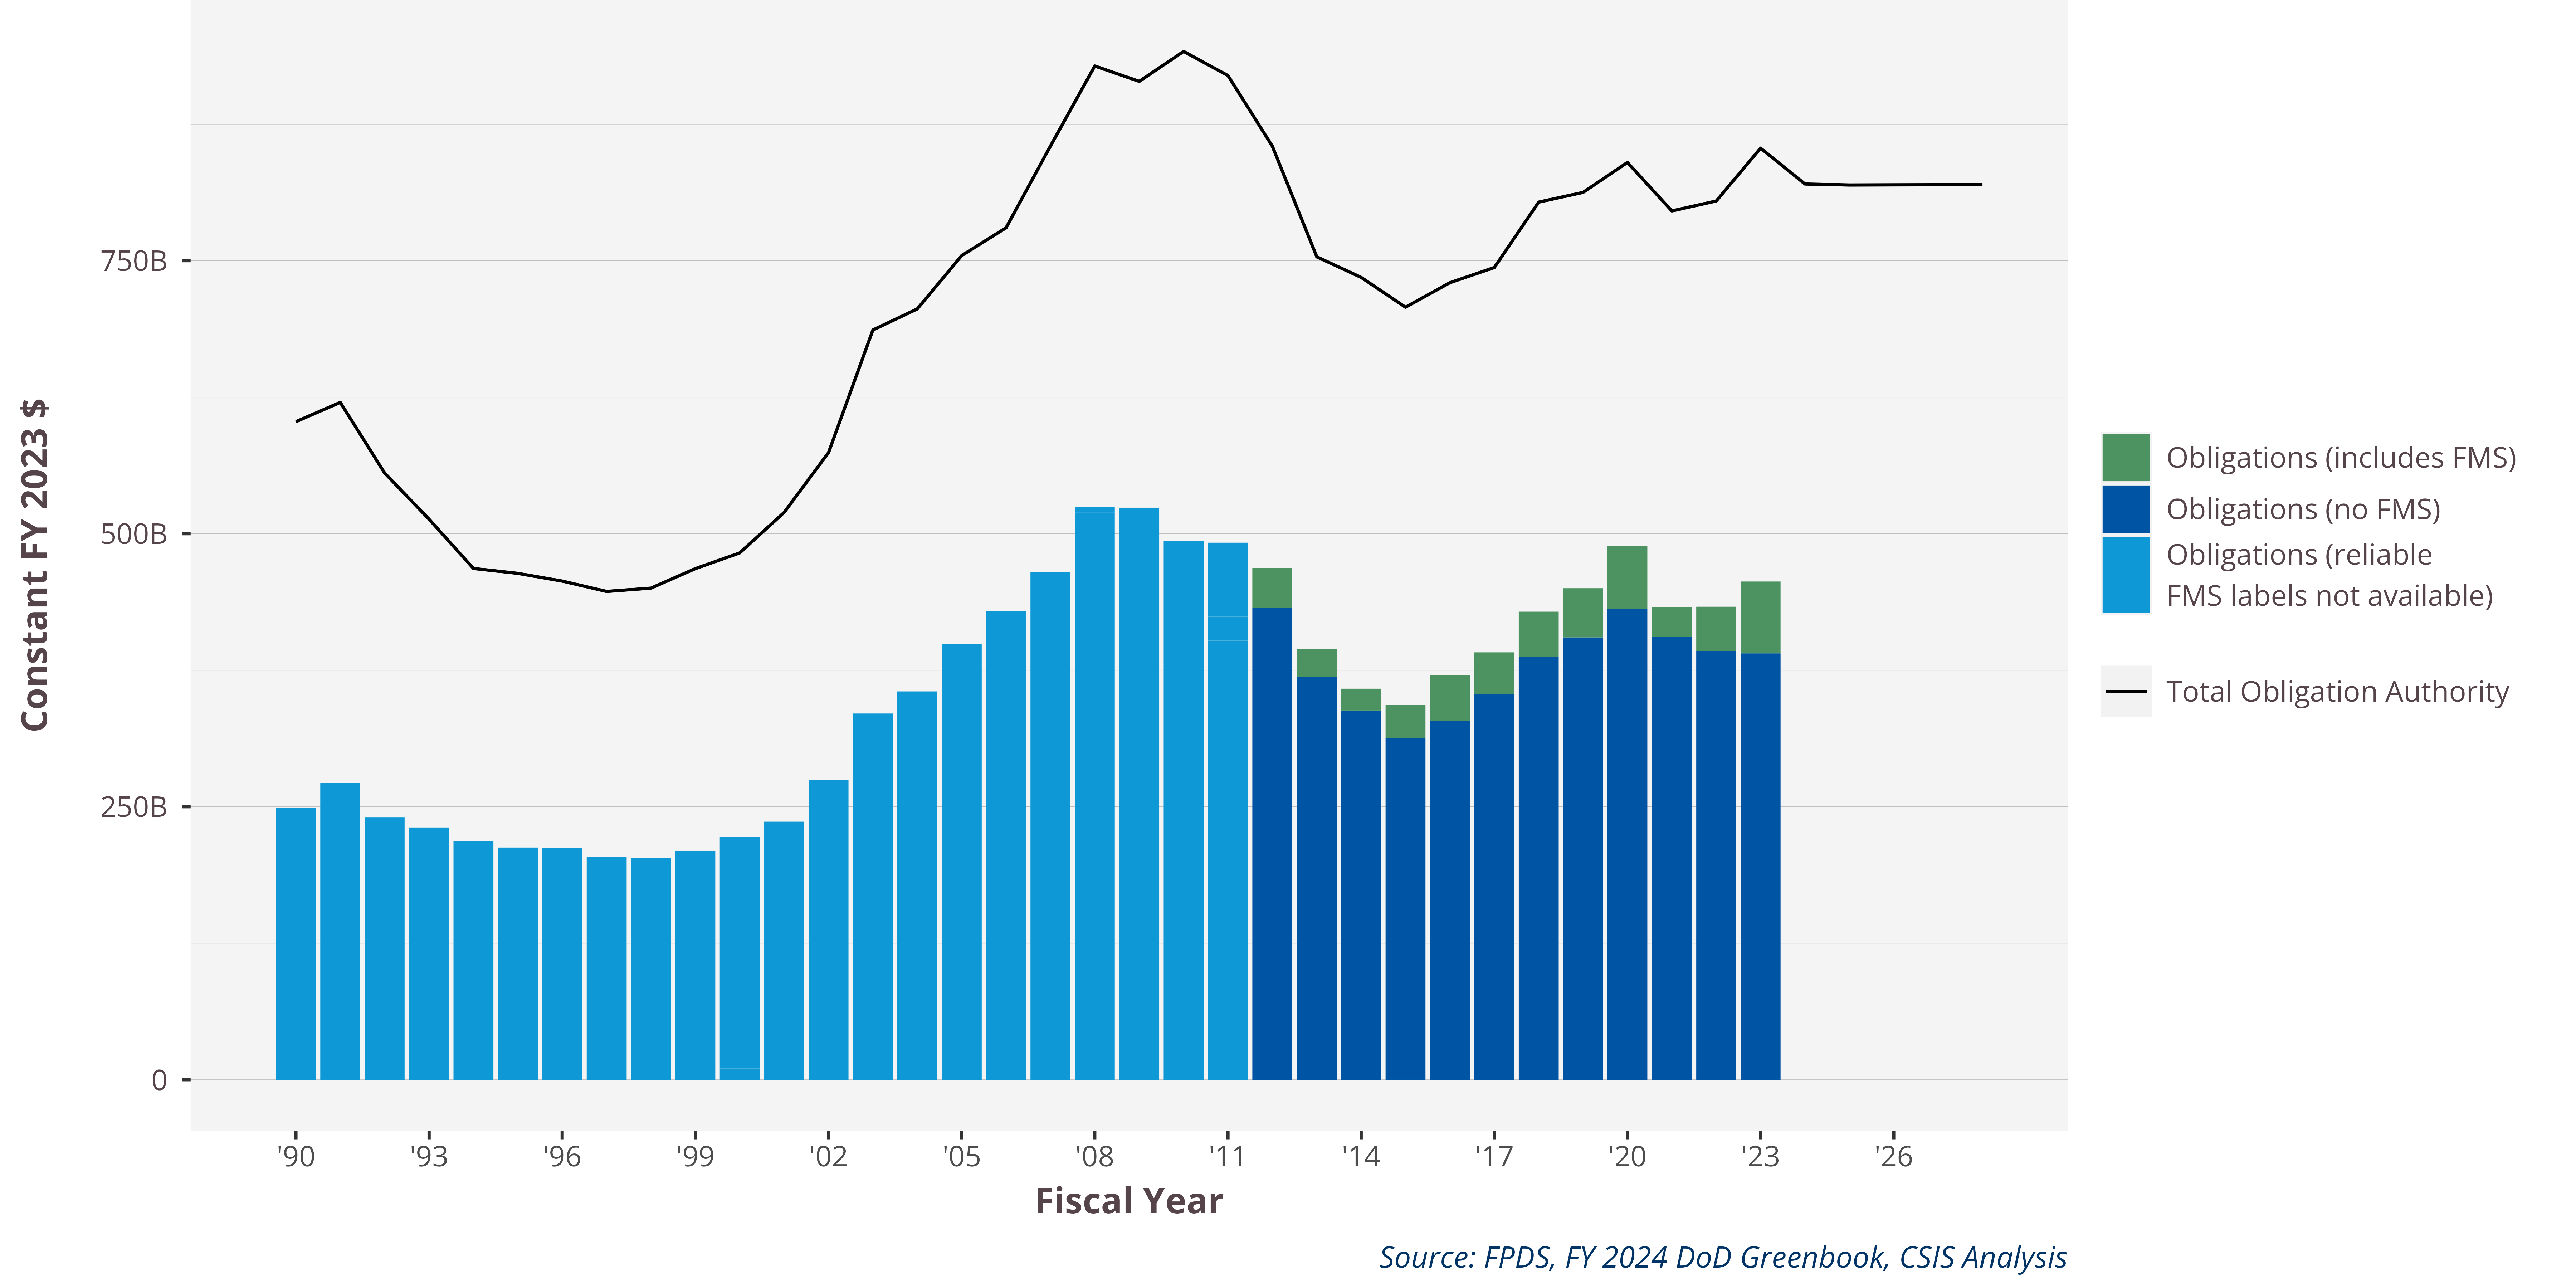 Constant FY 2023 $
750B
500B
250B
0
'90 '93 '96 '99 '02 '05 '08 '11 '14 '17 '20 '23 '26
Fiscal Year
Obligations (includes FMS)
Obligations (no FMS)
Obligations (reliable
FMS labels not available)
Total Obligation Authority
Source: FPDS, FY 2024 DoD Greenbook, CSIS Analysis